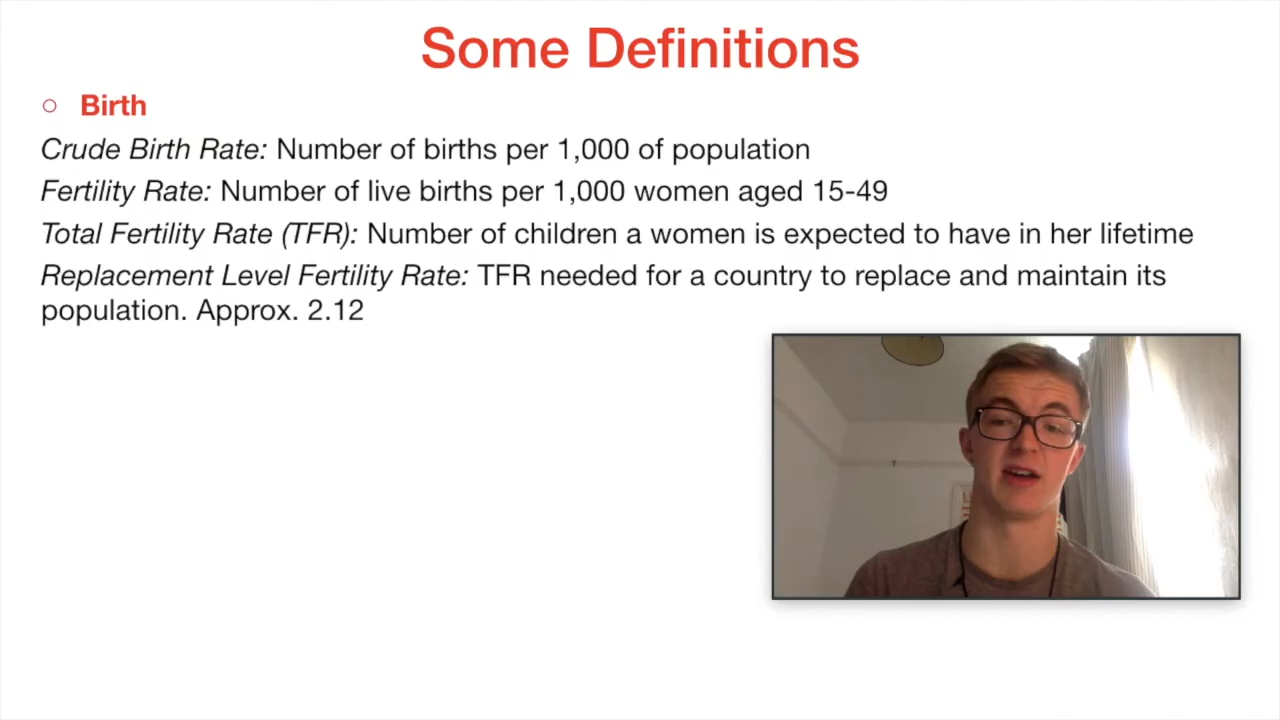 Some Definitions
○ Birth
Crude Birth Rate: Number of births per 1,000 of population
Fertility Rate: Number of live births per 1,000 women aged 15-49
Total Fertility Rate (TFR): Number of children a women is expected to have in her lifetime
Replacement Level Fertility Rate: TFR needed for a country to replace and maintain its
population. Approx. 2.12